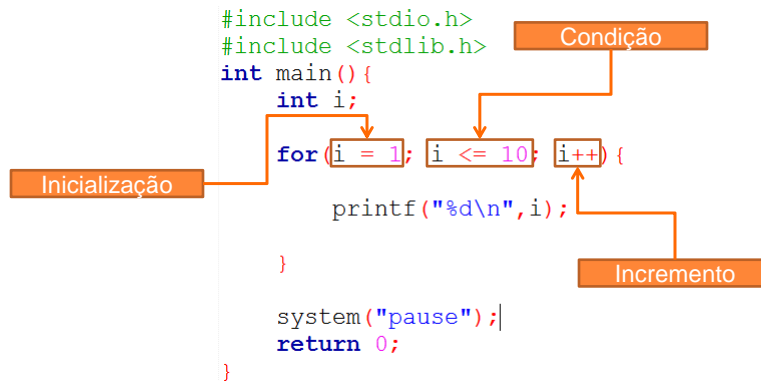 #include <stdio.h>
#include <stdlib.h>
Condição
int main(){
int i;
for(i = 1; i <= 10; i++){
Inicialização
printf("%d\n",i);
}
Incremento
system("pause");
return 0;
}